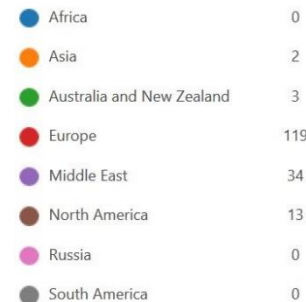 Africa 0
Asia 2
Australia and New Zealand 3
Europe 119
Middle East 34
North America 13
Russia 0
South America 0